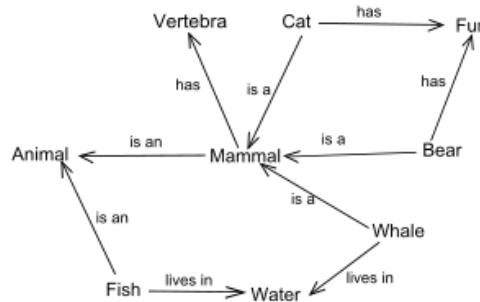 Vertebra
Cat
has
Fur
has
is a
has
is an
Animal
Mammal
is a
Bear
is a
is an
Whale
Fish
lives in
Water
lives in